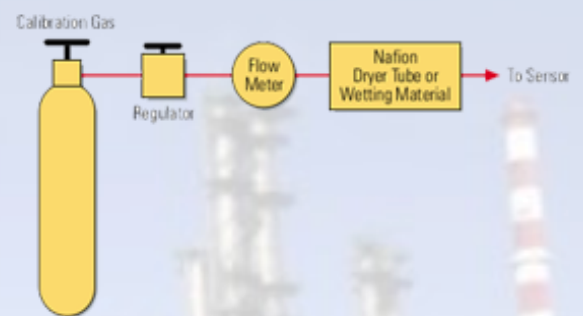 Calibration Gas
Flow
Meter
Nafion
Dryer Tube or
Wetting Material
To Sensor
Regulator